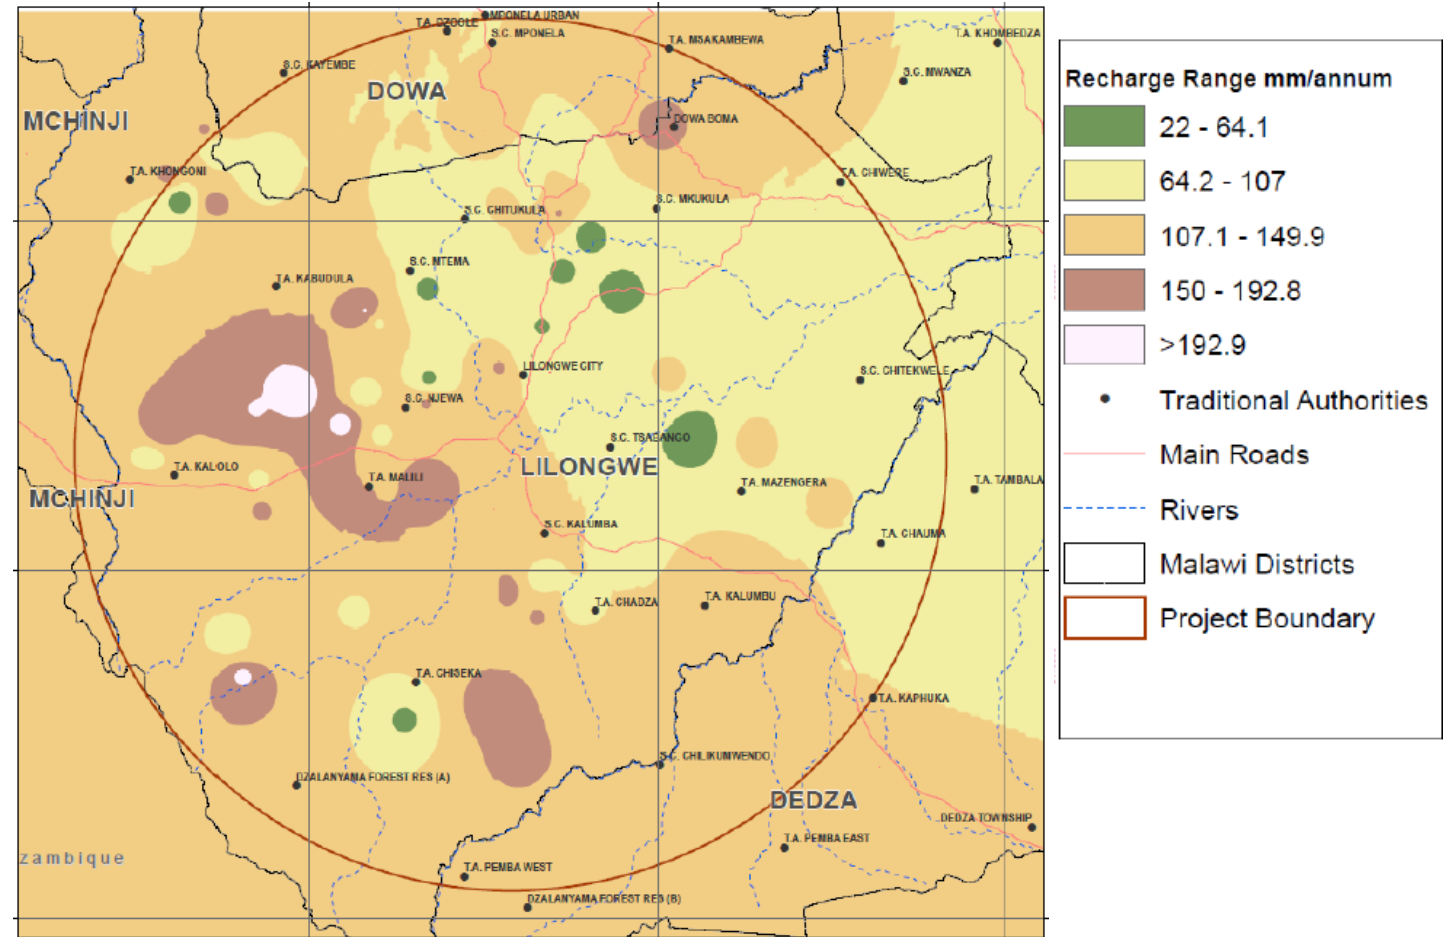 MPONELA URBAN
T.A. DZOOLE
S.C. MPONELA
T.A. MSAKAMBEWA
T.A. KHOMBEDZA
S.C. KAYEMBE
S.C. MWANZA
DOWA
MCHINJI
DOWA BOMA
T.A. KHONGONI
T.A. CHIWERE
S.C. CHITUKULA
S.C. MKUKULA
S.C. MTEMA
T.A. KABUDULA
LILONGWE CITY
S.C. CHITEKWELE
S.C. NJEWA
S.C. TSABANGO
LILONGWE
T.A. KALOLO
T.A. MALILI
T.A. MAZENGERA
T.A. TAMBALA
MCHINJI
S.C. KALUMBA
T.A. CHAUMA
T.A. CHADZA
T.A. KALUMBU
T.A. CHISEKA
T.A. KAPHUKA
S.C. CHILIKUMWENDO
DZALANYAMA FOREST RES (A)
DEDZA
DEDZA TOWNSHIP
T.A. PEMBA EAST
zambique
T.A. PEMBA WEST
DZALANYAMA FOREST RES (B)
Recharge Range mm/annum
22 - 64.1
64.2 - 107
107.1 - 149.9
150 - 192.8
>192.9
Traditional Authorities
Main Roads
Rivers
Malawi Districts
Project Boundary